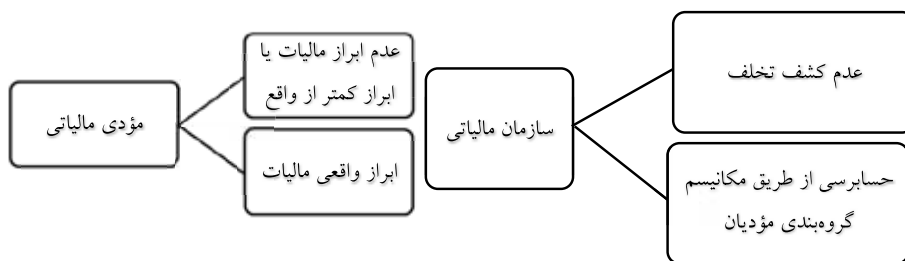 مؤدی مالیاتی
عدم ابراز مالیات یا
ابراز کمتر از واقع
ابراز واقعی مالیات
سازمان مالیاتی
عدم کشف تخلف
حسابرسی از طریق مکانیسم
گروه‌بندی مؤدیان